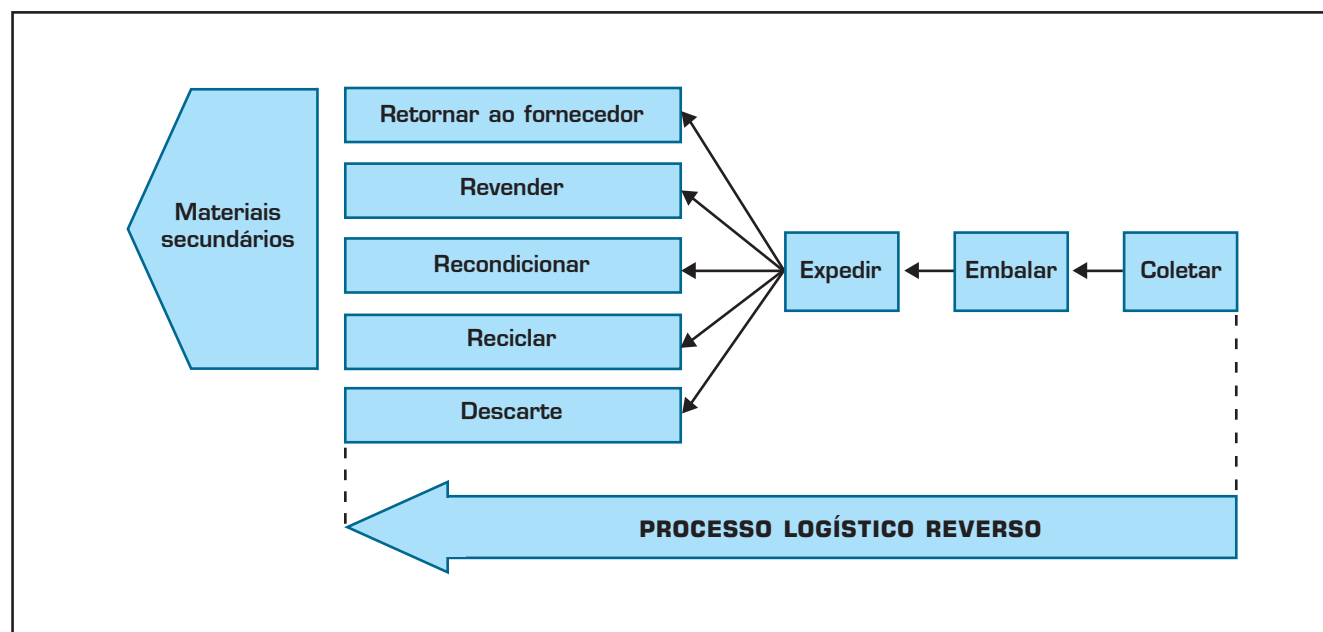 Retornar ao fornecedor
Revender
Materiais
secundários
Recondicionar
Expedir
Embalar
Coletar
Reciclar
Descarte
PROCESSO LOGÍSTICO REVERSO